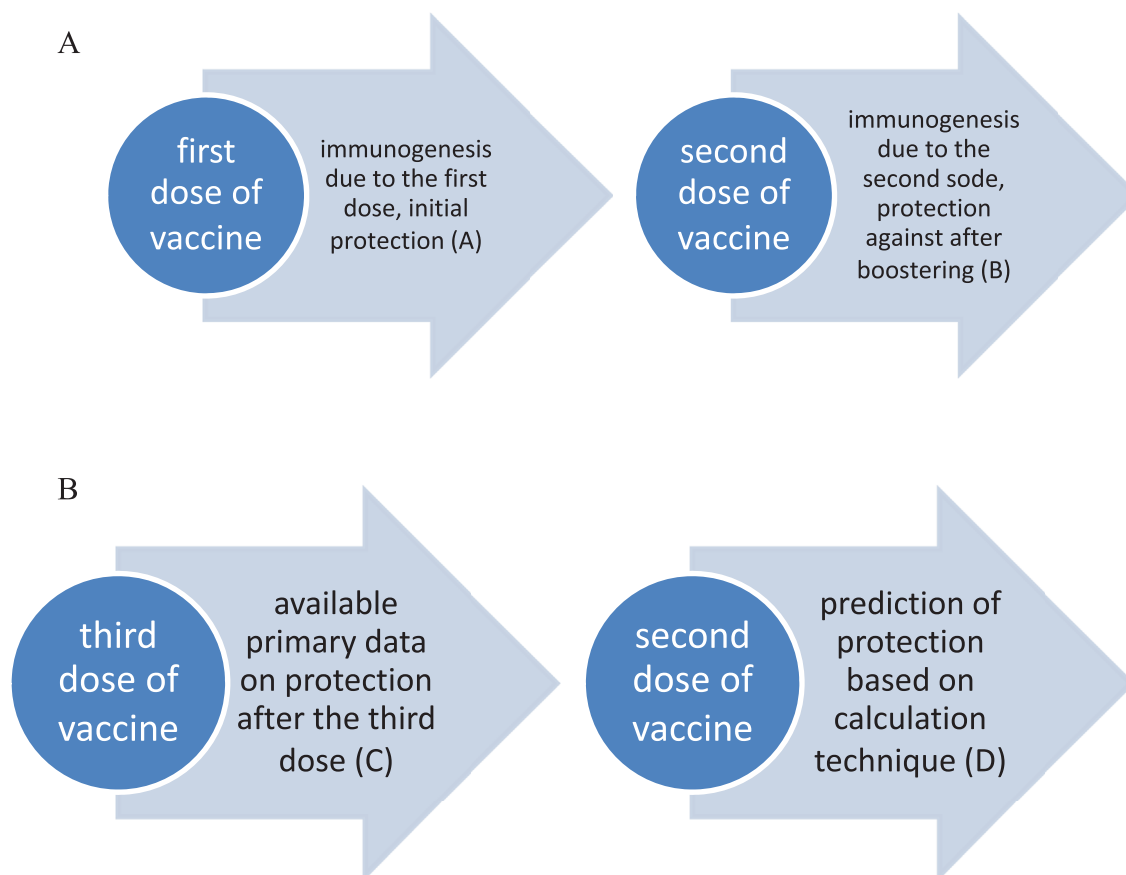 A
first
dose of
vaccine
immunogenesis
due to the first
dose, initial
protection (A)
second
dose of
vaccine
immunogenesis
due to the
second sode,
protection
against after
boostering (B)
B
third
dose of
vaccine
available
primary data
on protection
after the third
dose (C)
second
dose of
vaccine
prediction of
protection
based on
calculation
technique (D)